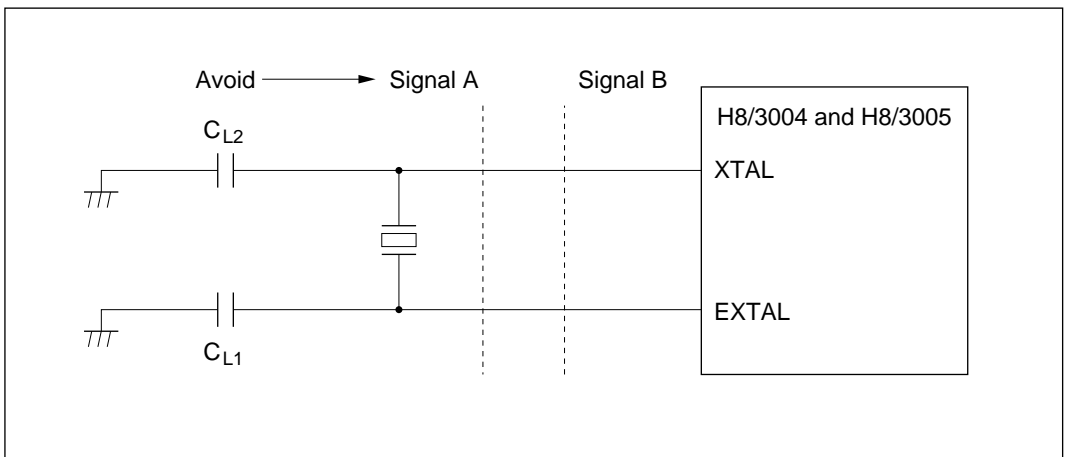 Avoid
Signal A
Signal B
H8/3004 and H8/3005
CL2
XTAL
EXTAL
CL1